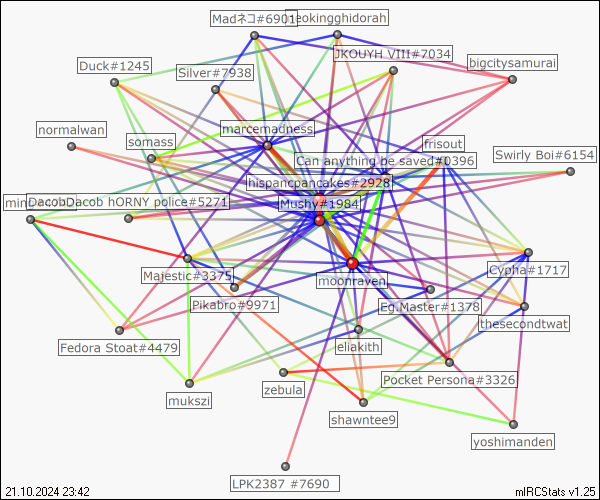 Madネコ#6901
neokingghidorah
JKOUYH VIII#7034
bigcitysamurai
Duck#1245
Silver#7938
marcemadness
normalwan
somass
frisout
Can anything be saved#0396
Swirly Boi#6154
hispancpancakes#2928
DacobDacob hORNY police#5271
Mushy#1984
Majestic#3375
moonraven
Cypha#1717
Pikabro#9971
Eg.Master#1378
thesecondtwat
Fedora Stoat#4479
eliakith
Pocket Persona#3326
zebula
mukszi
shawntee9
yoshimanden
LPK2387 #7690
21.10.2024 23:42
mIRCStats v1.25